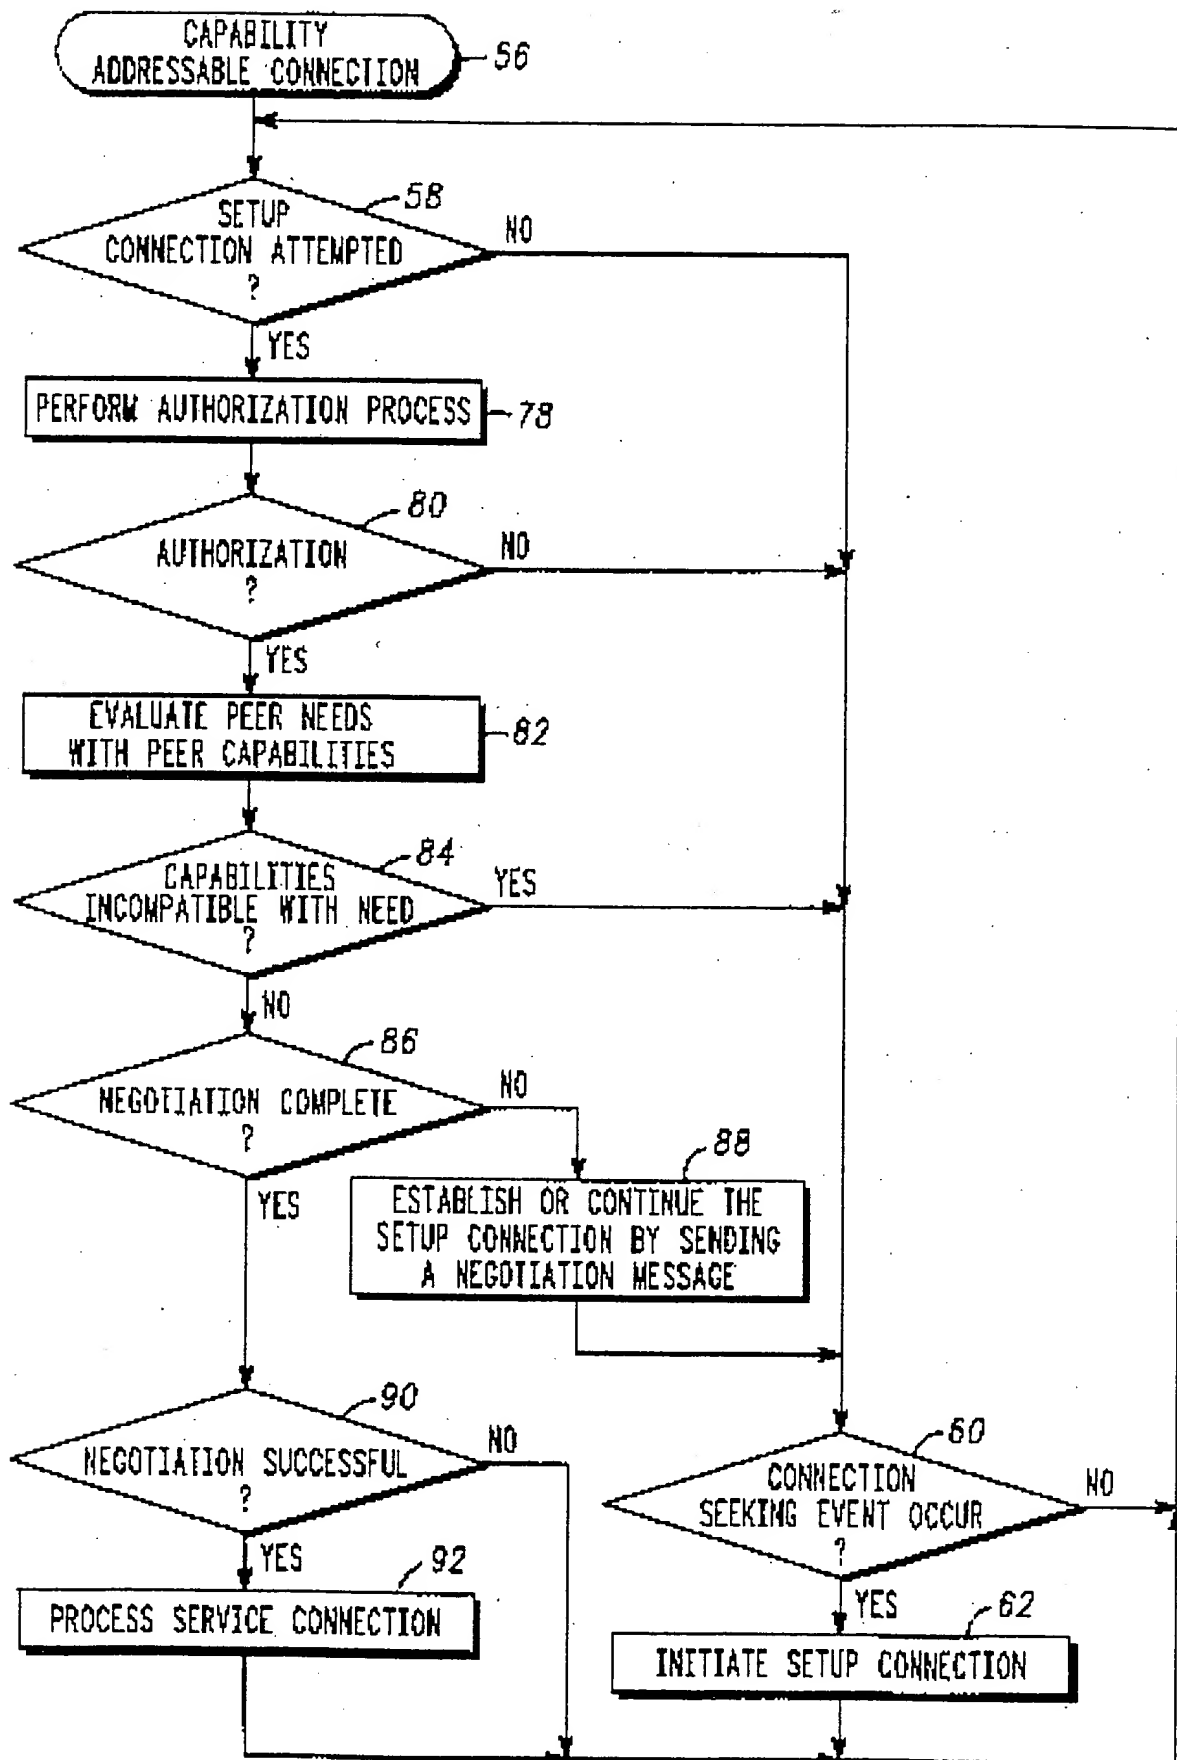 CAPABILITY
ADDRESSABLE CONNECTION
56
58
SETUP
CONNECTION ATTEMPTED
?
NO
YES
PERFORM AUTHORIZATION PROCESS
78
80
AUTHORIZATION
?
NO
YES
EVALUATE PEER NEEDS
WITH PEER CAPABILITIES
82
84
CAPABILITIES
INCOMPATIBLE WITH NEED
?
YES
NO
86
NEGOTIATION COMPLETE
?
NO
YES
88
ESTABLISH OR CONTINUE THE
SETUP CONNECTION BY SENDING
A NEGOTIATION MESSAGE
90
NEGOTIATION SUCCESSFUL
?
NO
YES
60
CONNECTION
SEEKING EVENT OCCUR
?
NO
YES
92
PROCESS SERVICE CONNECTION
62
INITIATE SETUP CONNECTION